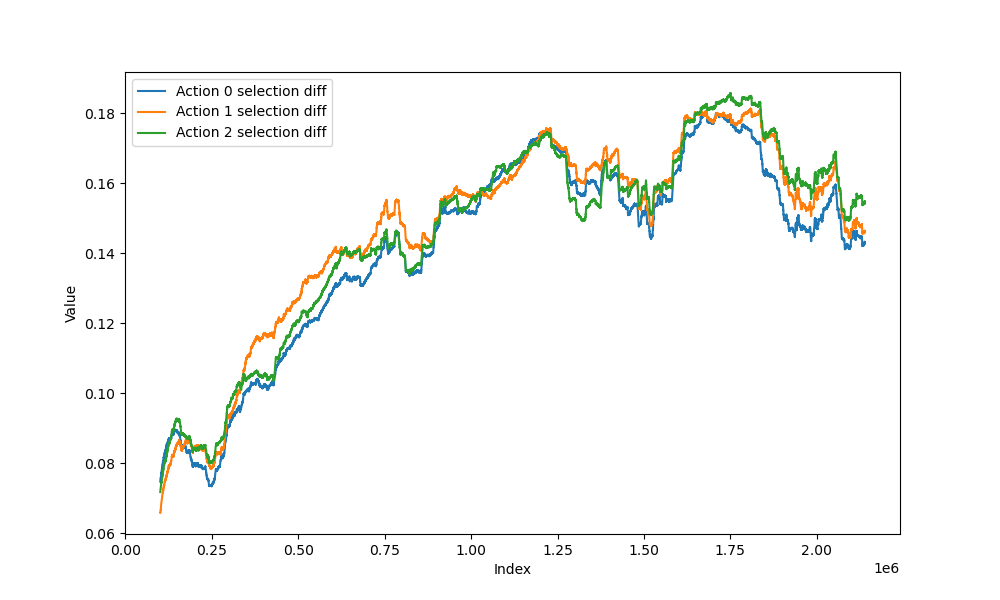 Action 0 selection diff
Action 1 selection diff
Action 2 selection diff
0.18
0.16
0.14
0.12
0.10
0.08
0.06
Value
0.00 0.25 0.50 0.75 1.00 1.25 1.50 1.75 2.00
1e6
Index